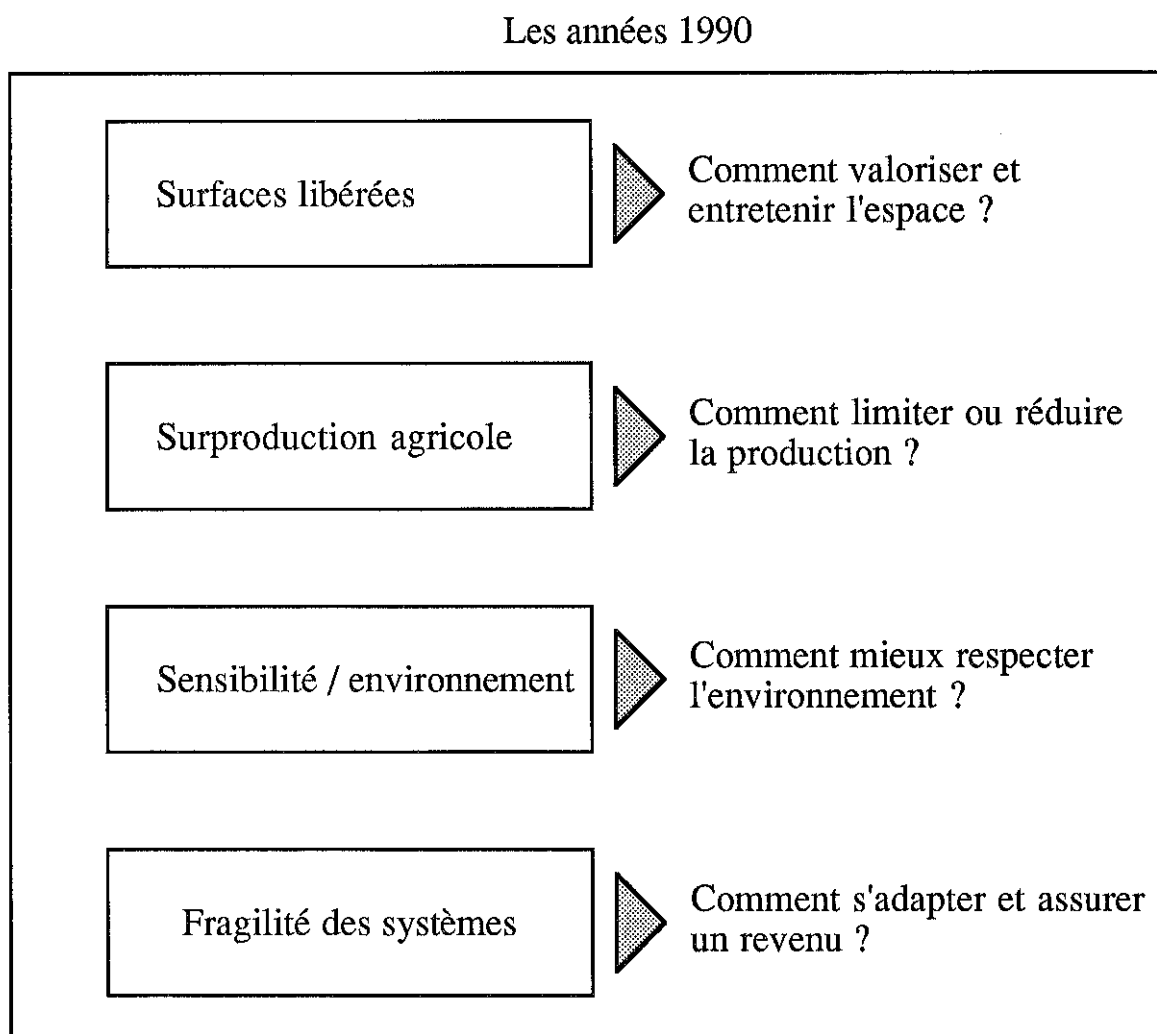 Les années 1990
Surfaces libérées
Comment valoriser et
entretenir l'espace ?
Surproduction agricole
Comment limiter ou réduire
la production ?
Sensibilité / environnement
Comment mieux respecter
l'environnement ?
Fragilité des systèmes
Comment s'adapter et assurer
un revenu ?